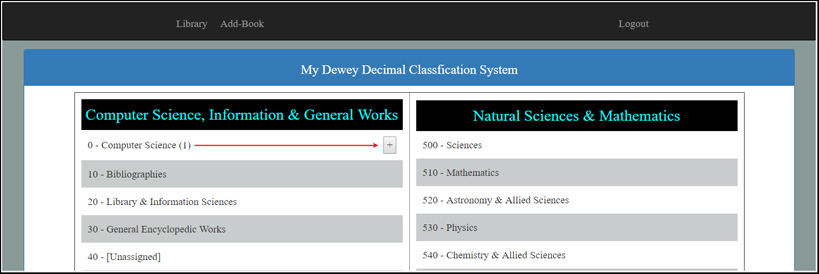 Library Add-Book Logout
My Dewey Decimal Classfication System
Computer Science, Information & General Works
0 - Computer Science (1) +
10 - Bibliographies
20 - Library & Information Sciences
30 - General Encyclopedic Works
40 - [Unassigned]
Natural Sciences & Mathematics
500 - Sciences
510 - Mathematics
520 - Astronomy & Allied Sciences
530 - Physics
540 - Chemistry & Allied Sciences